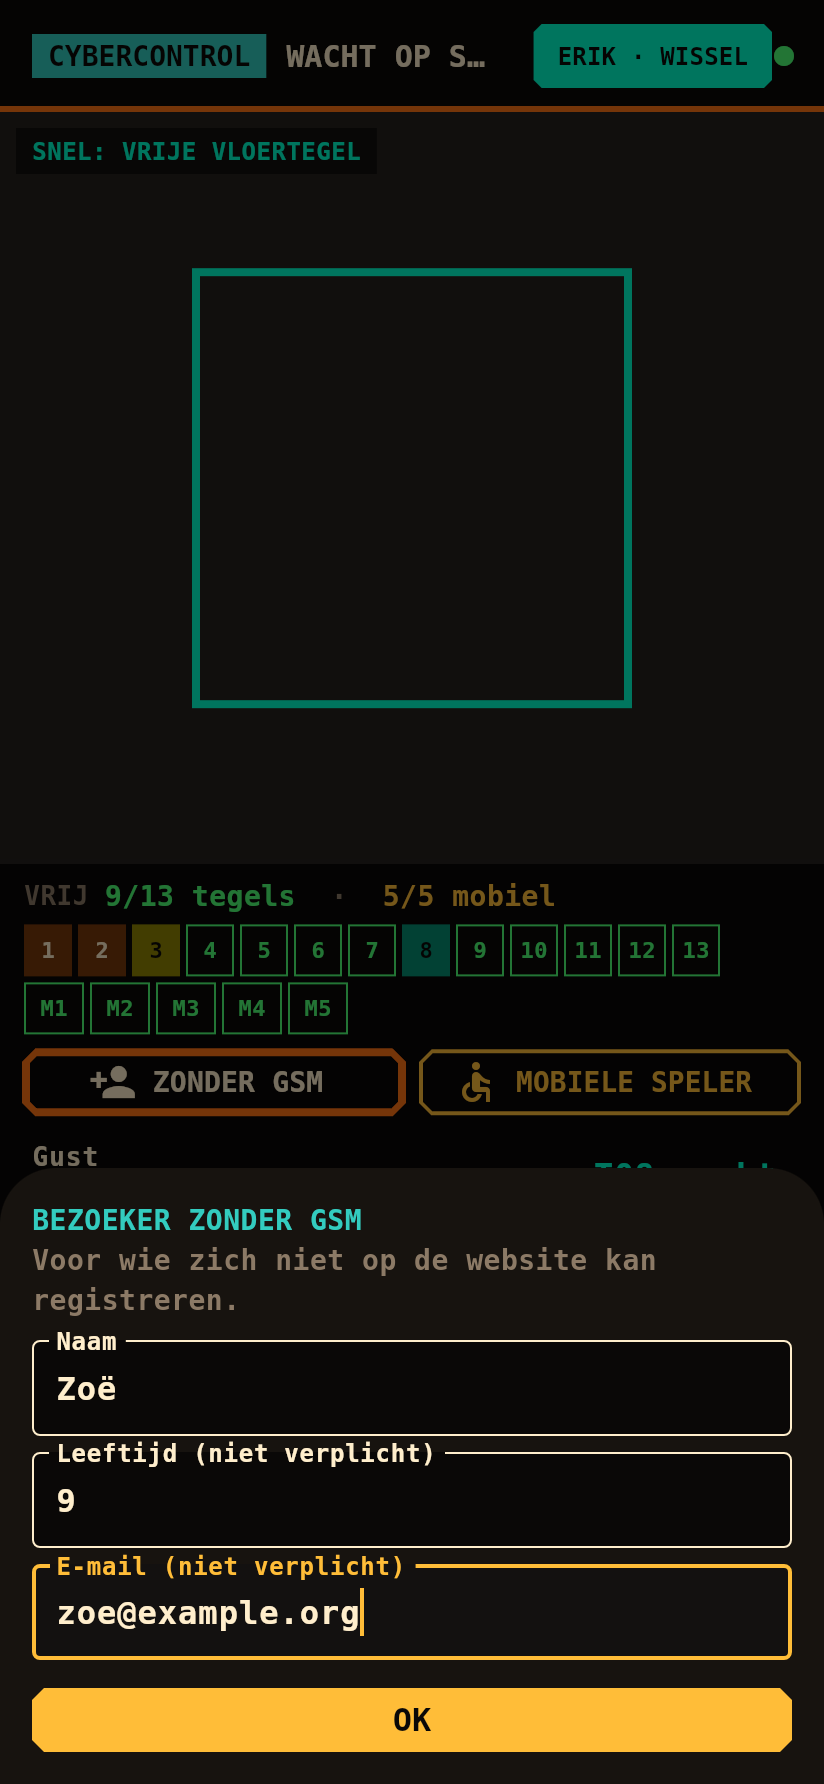 CYBERCONTROL WACHT OP S… ERIK · WISSEL
SNEL: VRIJE VLOERTEGEL
VRIJ 9/13 tegels · 5/5 mobiel
1 2 3 4 5 6 7 8 9 10 11 12 13
M1 M2 M3 M4 M5
ZONDER GSM MOBIELE SPELER
Gust
BEZOEKER ZONDER GSM
Voor wie zich niet op de website kan
registreren.
Naam
Zoë
Leeftijd (niet verplicht)
9
E-mail (niet verplicht)
zoe@example.org
OK